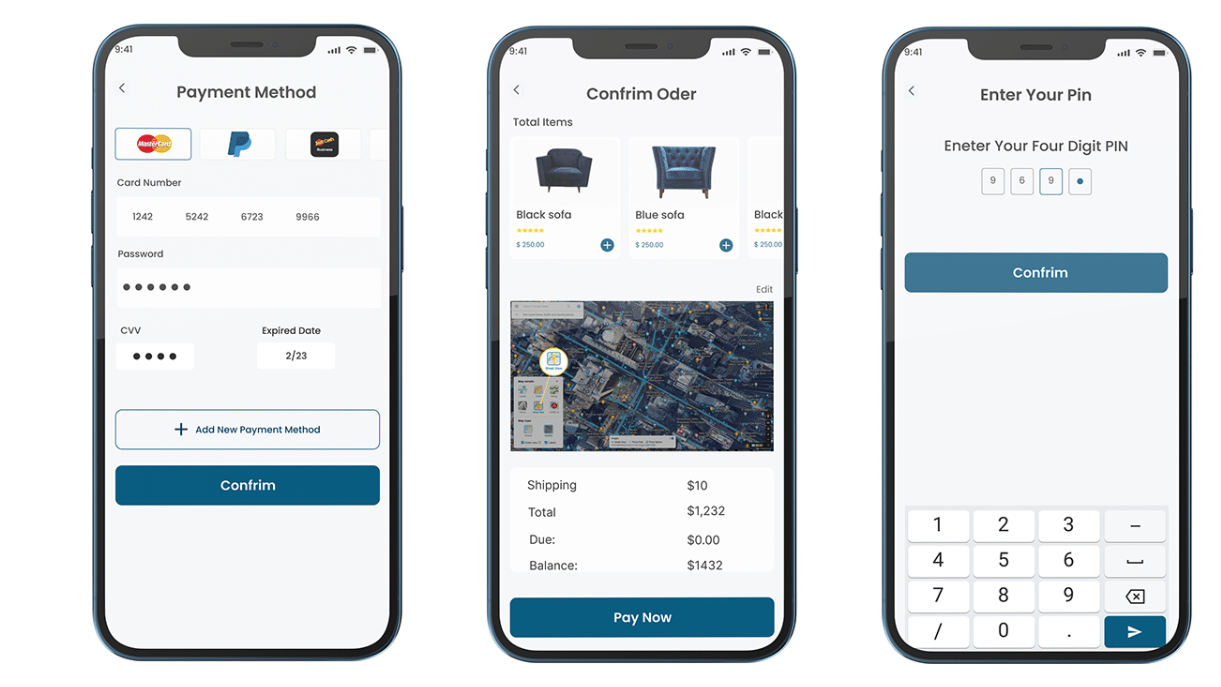 9:41
Payment Method
MasterCard
Card Number
1242 5242 6723 9966
Password
CVV Expired Date
2/23
+ Add New Payment Method
Confrim
9:41
Confrim Oder
Total Items
Black sofa
$ 250.00
Blue sofa
$ 250.00
Black
$ 250.00
Edit
Shipping $10
Total $1,232
Due: $0.00
Balance: $1432
Pay Now
9:41
Enter Your Pin
Eneter Your Four Digit PIN
9 6 9
Confrim
1 2 3 –
4 5 6
7 8 9
/ 0 .